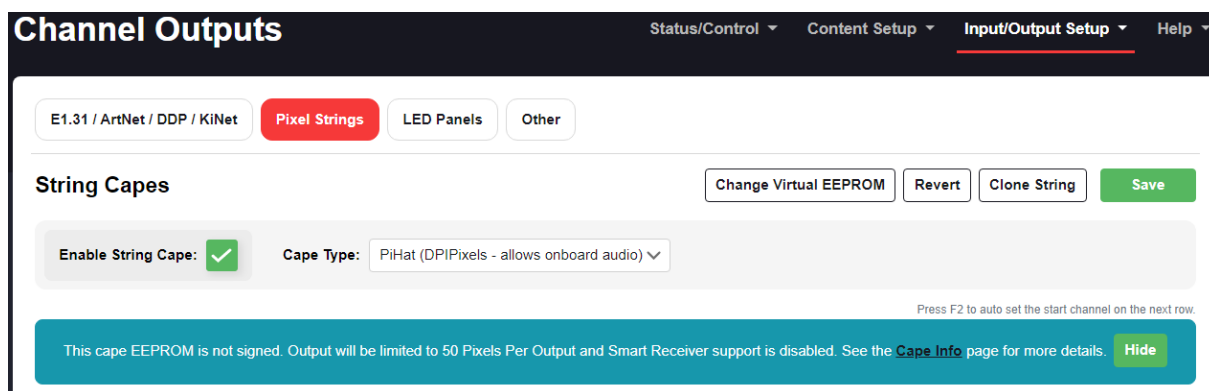 Channel Outputs
Status/Control Content Setup Input/Output Setup Help
E1.31 / ArtNet / DDP / KiNet Pixel Strings LED Panels Other
String Capes Change Virtual EEPROM Revert Clone String Save
Enable String Cape: Cape Type: PiHat (DPIPixels - allows onboard audio)
Press F2 to auto set the start channel on the next row.
This cape EEPROM is not signed. Output will be limited to 50 Pixels Per Output and Smart Receiver support is disabled. See the Cape Info page for more details. Hide